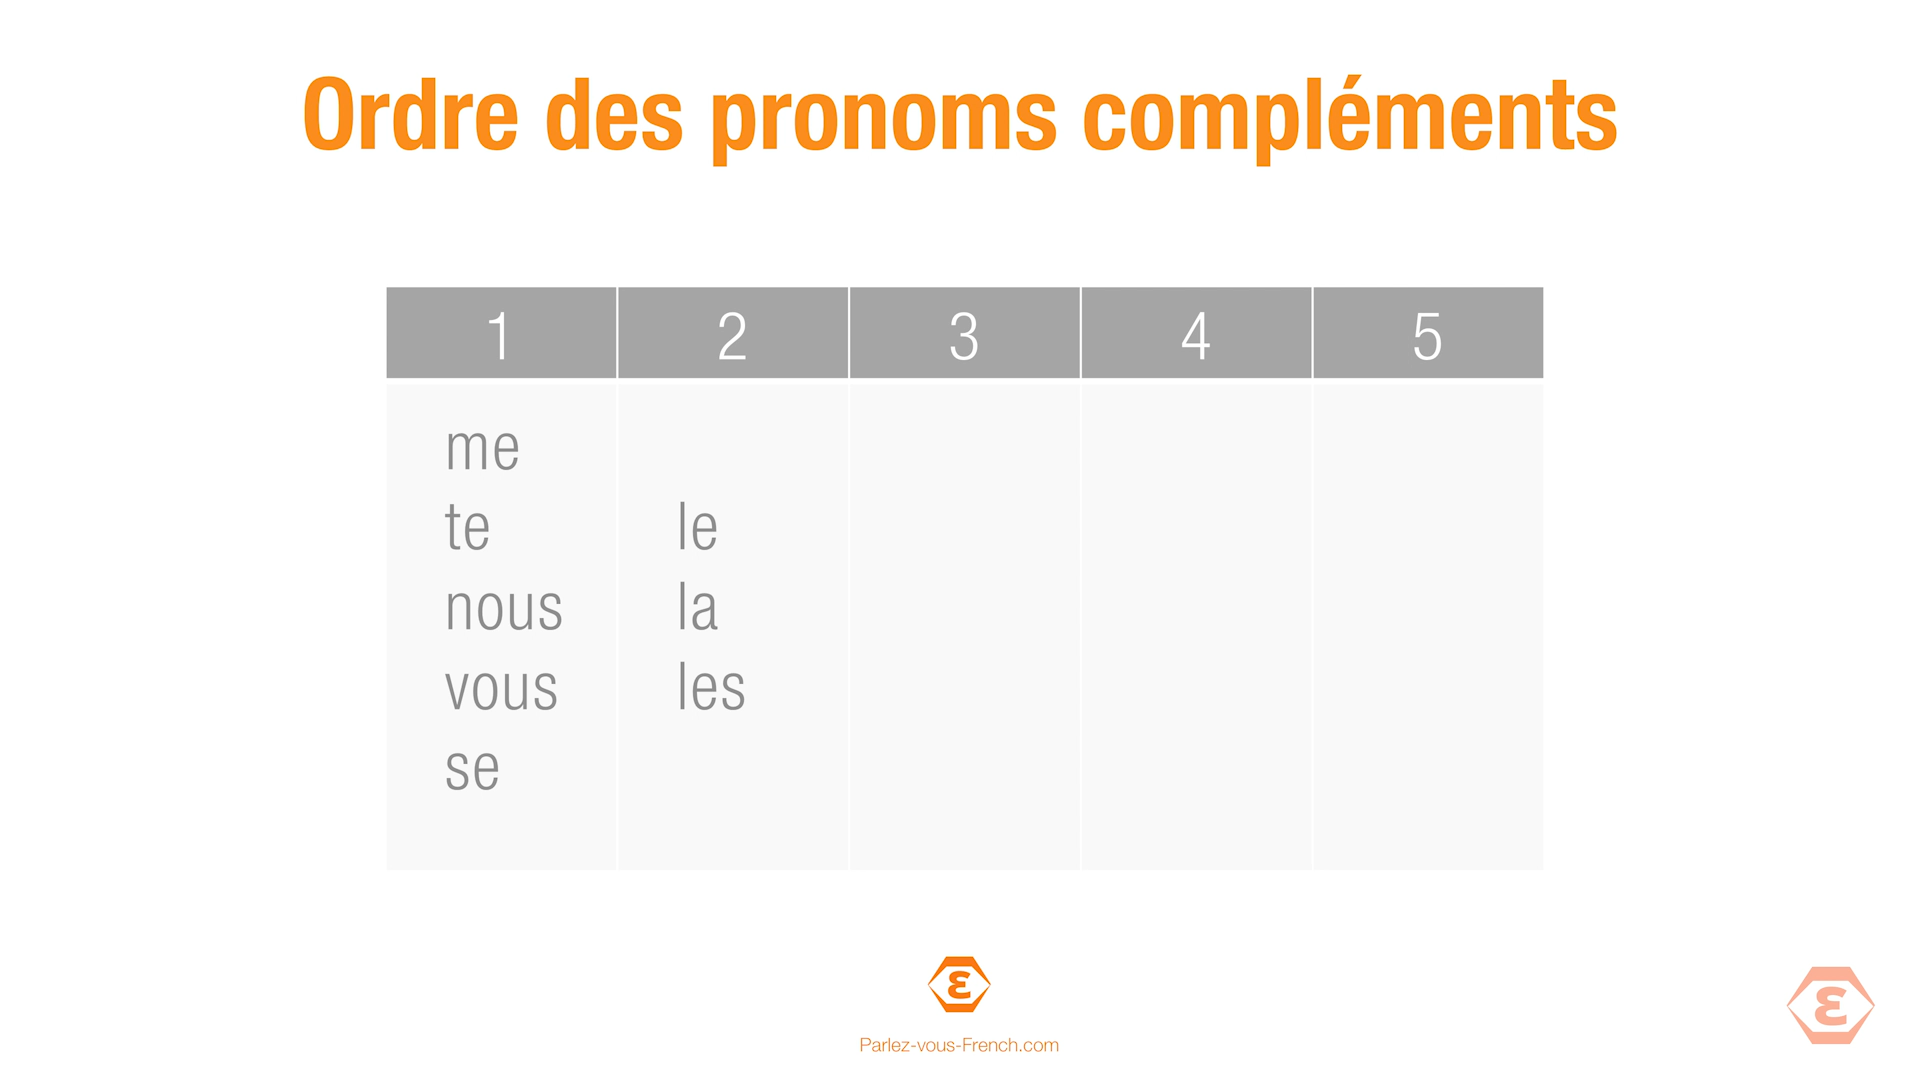 Ordre des pronoms compléments
1 2 3 4 5
me
te le
nous la
vous les
se
Parlez-vous-French.com